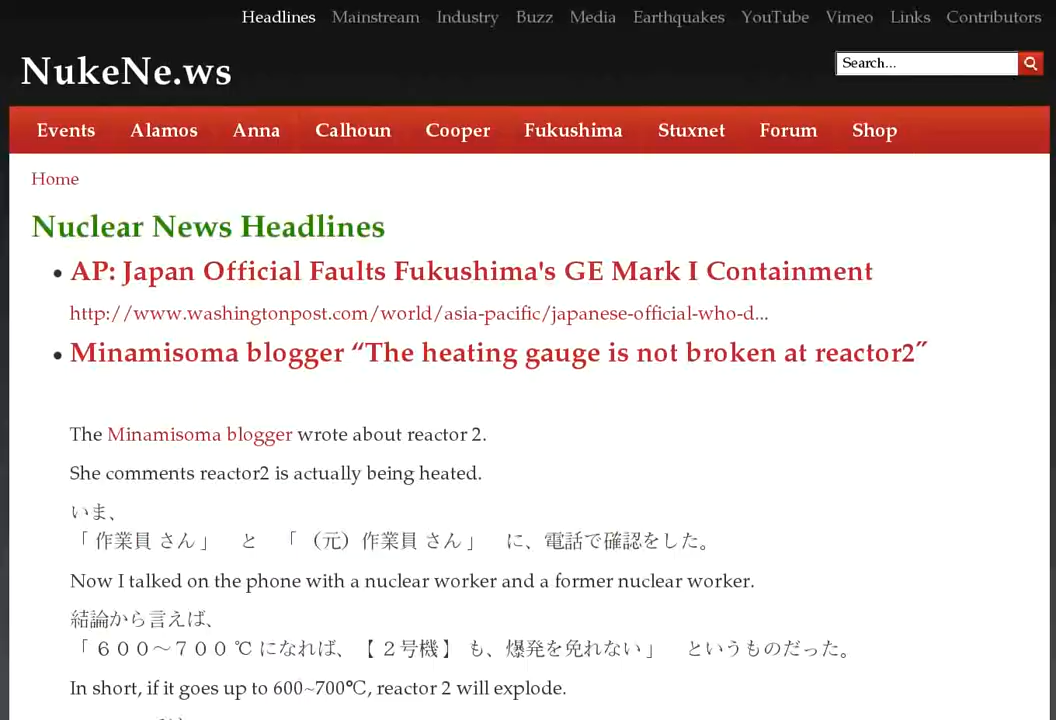 Headlines Mainstream Industry Buzz Media Earthquakes YouTube Vimeo Links Contributors
NukeNe.ws
Search...
Events Alamos Anna Calhoun Cooper Fukushima Stuxnet Forum Shop
Home
Nuclear News Headlines
• AP: Japan Official Faults Fukushima's GE Mark I Containment
http://www.washingtonpost.com/world/asia-pacific/japanese-official-who-d...
• Minamisoma blogger “The heating gauge is not broken at reactor2”
The Minamisoma blogger wrote about reactor 2.
She comments reactor2 is actually being heated.
いま、
「 作業員 さん 」　と　「 （元） 作業員 さん 」　に、電話で確認をした。
Now I talked on the phone with a nuclear worker and a former nuclear worker.
結論から言えば、
「 ６００～７００ ℃ になれば、【 ２号機 】 も、爆発を免れない 」　というものだった。
In short, if it goes up to 600~700℃, reactor 2 will explode.